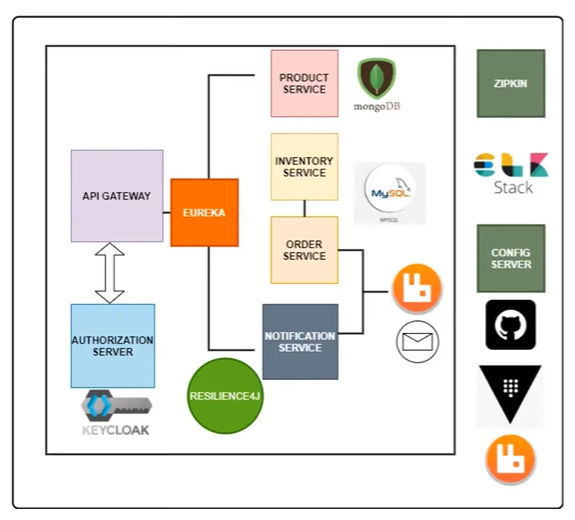 PRODUCT
SERVICE
mongoDB
ZIPKIN
INVENTORY
SERVICE
ELK
Stack
API GATEWAY
EUREKA
MySQL
MYSQL
ORDER
SERVICE
CONFIG
SERVER
AUTHORIZATION
SERVER
NOTIFICATION
SERVICE
RESILIENCE4J
KEYCLOAK